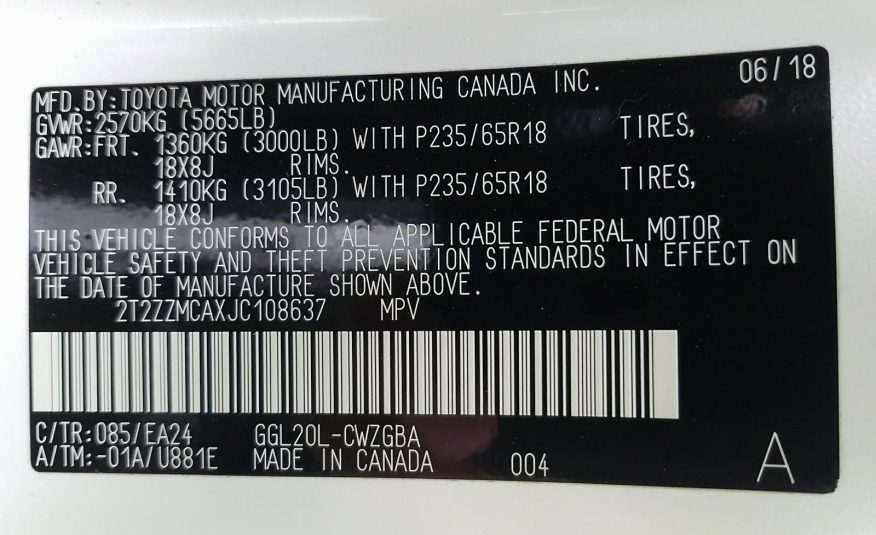 06/18
MFD.BY:TOYOTA MOTOR MANUFACTURING CANADA INC.
GVWR:2570KG (5665LB)
GAWR:FRT. 1360KG (3000LB) WITH P235/65R18 TIRES,
18X8J RIMS.
RR. 1410KG (3105LB) WITH P235/65R18 TIRES,
18X8J RIMS.
THIS VEHICLE CONFORMS TO ALL APPLICABLE FEDERAL MOTOR
VEHICLE SAFETY AND THEFT PREVENTION STANDARDS IN EFFECT ON
THE DATE OF MANUFACTURE SHOWN ABOVE.
2T2ZZMCAXJC108637 MPV
C/TR:085/EA24 GGL20L-CWZGBA
A/TM:-01A/U881E MADE IN CANADA 004 A